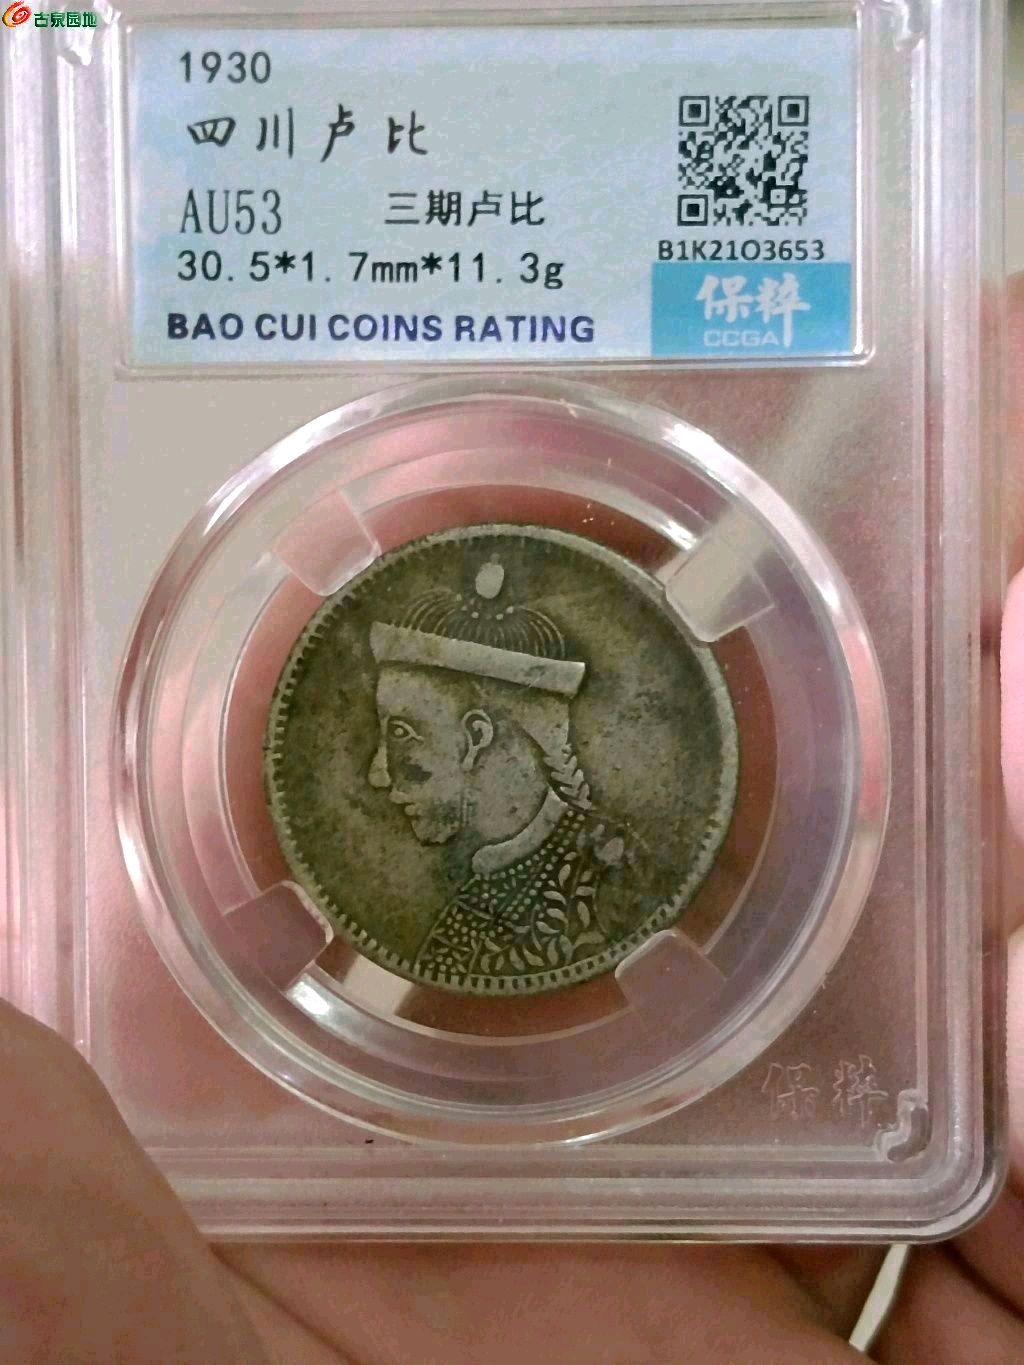 古泉园地
1930
四川卢比
AU53 三期卢比
30.5*1.7mm*11.3g
B1K21O3653
BAO CUI COINS RATING
保粹
CCGA
保粹